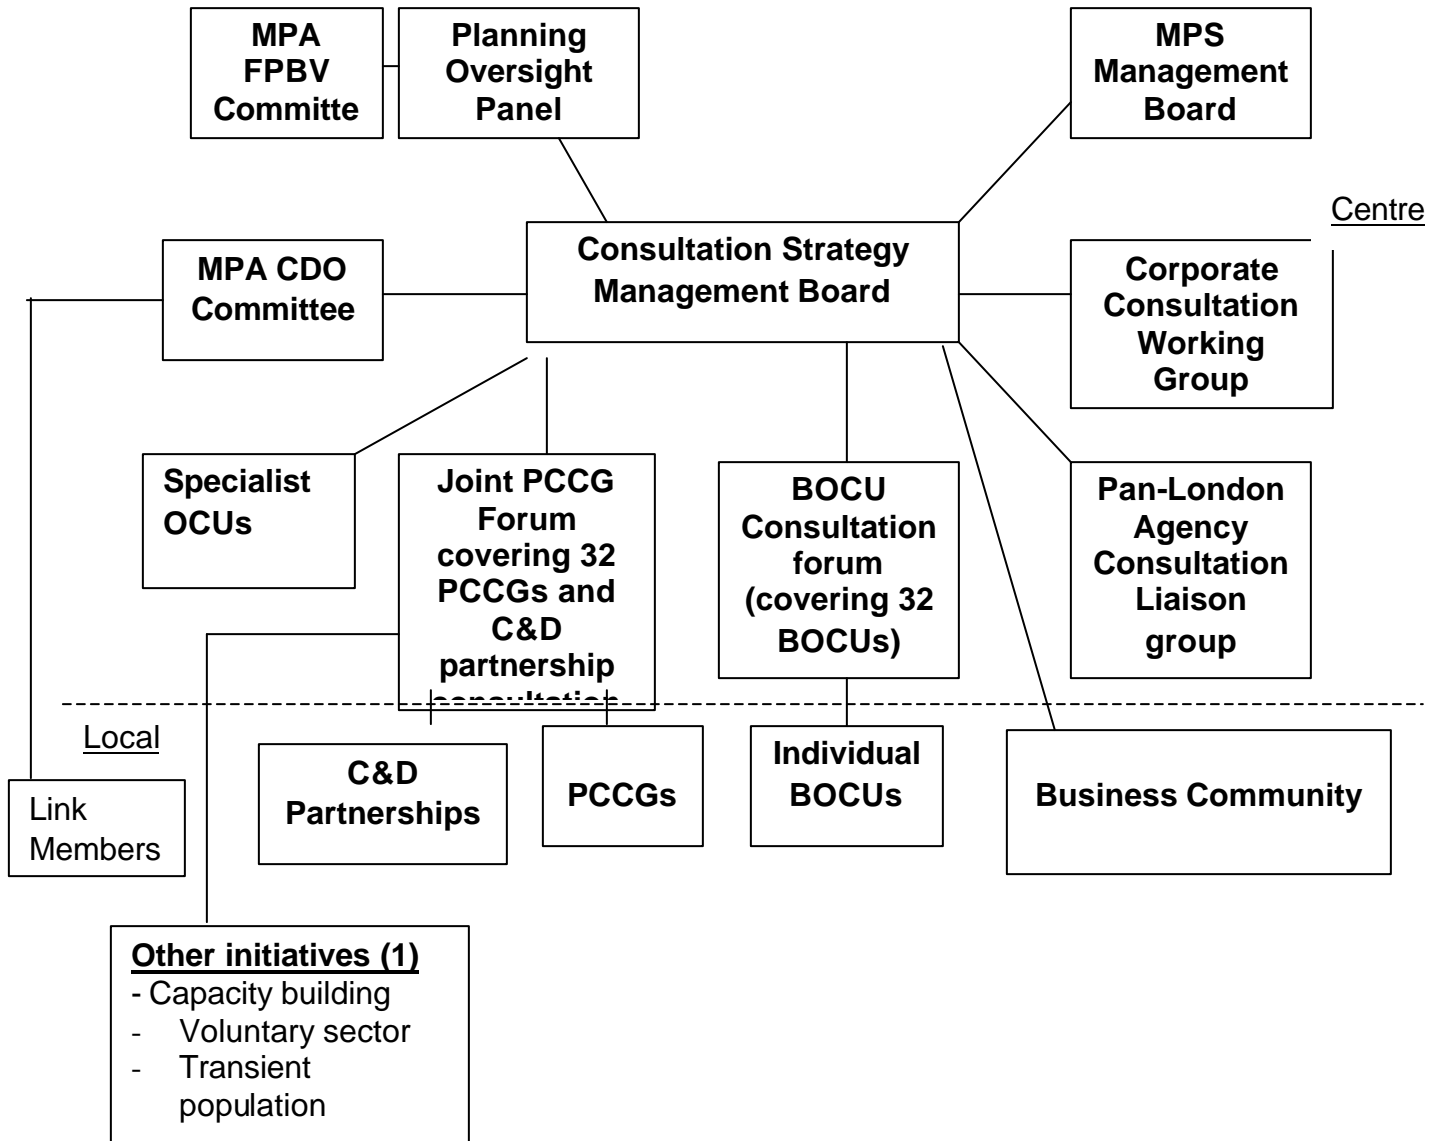 MPA
FPBV
Committe
Planning
Oversight
Panel
MPS
Management
Board
Centre
MPA CDO
Committee
Consultation Strategy
Management Board
Corporate
Consultation
Working
Group
Specialist
OCUs
Joint PCCG
Forum
covering 32
PCCGs and
C&D
partnership
consultation
BOCU
Consultation
forum
(covering 32
BOCUs)
Pan-London
Agency
Consultation
Liaison
group
Local
Link
Members
C&D
Partnerships
PCCGs
Individual
BOCUs
Business Community
Other initiatives (1)
- Capacity building
- Voluntary sector
- Transient
population